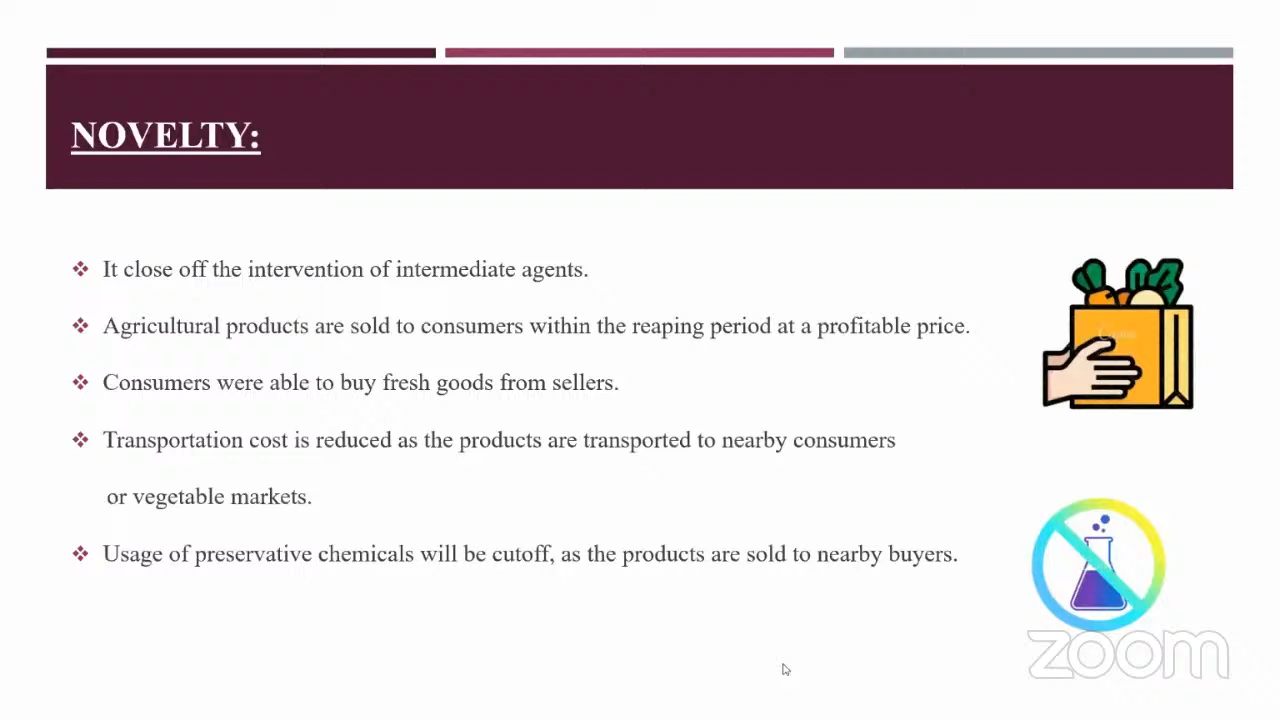 NOVELTY:
It close off the intervention of intermediate agents.
Agricultural products are sold to consumers within the reaping period at a profitable price.
Consumers were able to buy fresh goods from sellers.
Transportation cost is reduced as the products are transported to nearby consumers
or vegetable markets.
Usage of preservative chemicals will be cutoff, as the products are sold to nearby buyers.
zoom